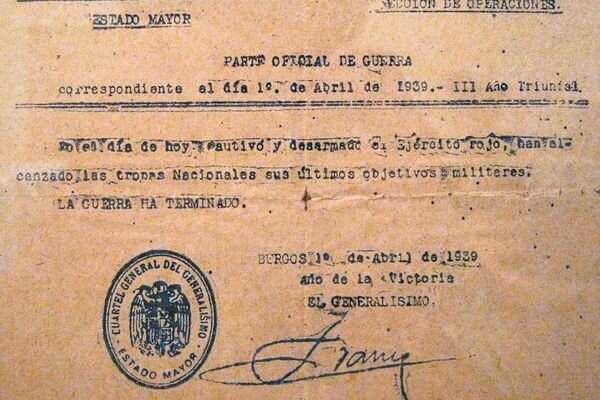 ESTADO MAYOR
SECCION DE OPERACIONES.
PARTE OFICIAL DE GUERRA
correspondiente al día 1º. de Abril de 1939.- III Año Triunfal.
En el día de hoy, cautivo y desarmado el Ejército rojo, han al-
canzado las tropas Nacionales sus últimos objetivos militares.
LA GUERRA HA TERMINADO.
BURGOS 1º de Abril de 1939
año de la Victoria
EL GENERALISIMO.
CUARTEL GENERAL DEL GENERALÍSIMO
• ESTADO MAYOR •
Franco